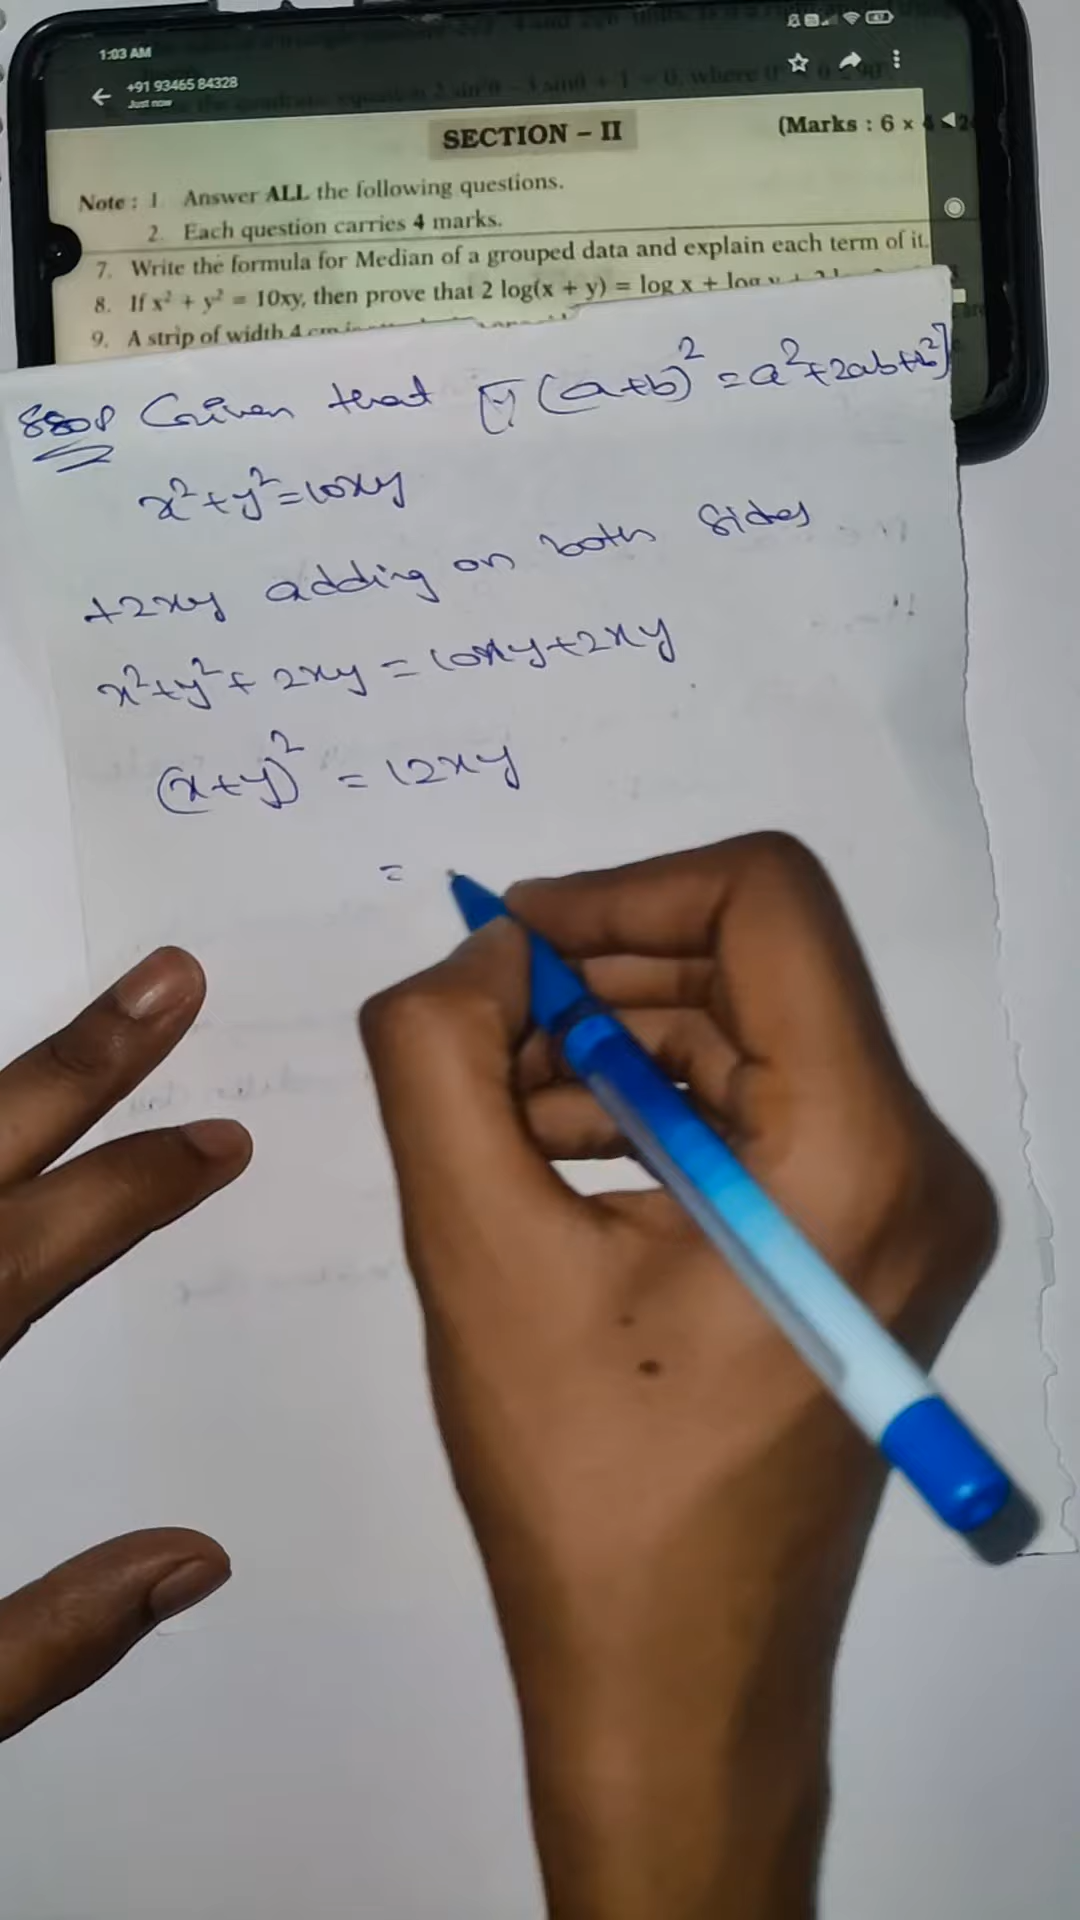 1:03 AM
+91 93465 84328
Just now
SECTION – II
(Marks : 6 ×
Note : 1. Answer ALL the following questions.
2. Each question carries 4 marks.
7. Write the formula for Median of a grouped data and explain each term of it.
8. If x² + y² = 10xy, then prove that 2 log(x + y) = log x + log y +
9. A strip of width 4 cm is
Given that [∵ (a+b)² = a²+2ab+b²]
x²+y²=10xy
+2xy adding on both sides
x²+y²+2xy = 10xy+2xy
(x+y)² = 12xy
=